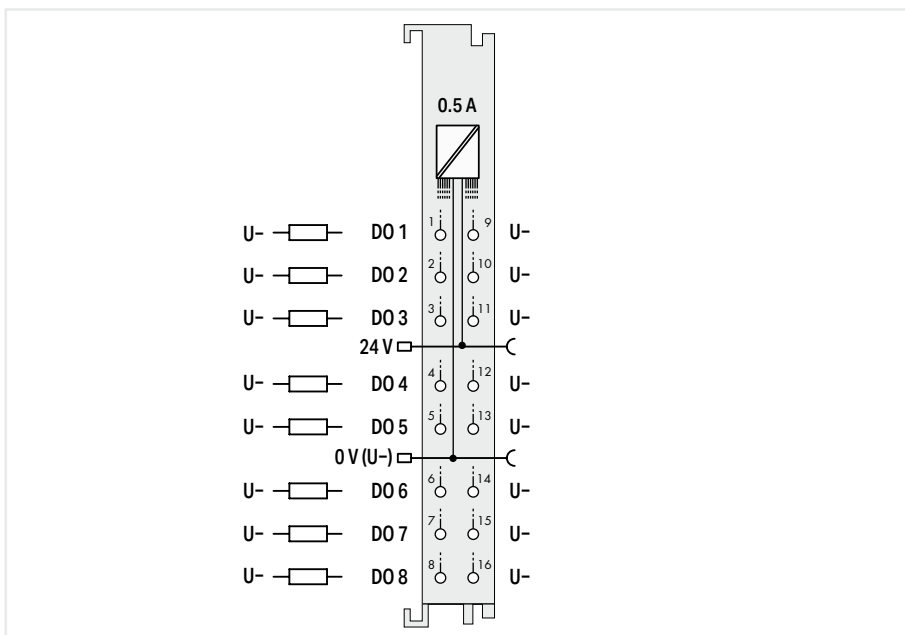 0.5 A
U- DO 1 1 9 U-
U- DO 2 2 10 U-
U- DO 3 3 11 U-
24 V
U- DO 4 4 12 U-
U- DO 5 5 13 U-
0 V (U-)
U- DO 6 6 14 U-
U- DO 7 7 15 U-
U- DO 8 8 16 U-